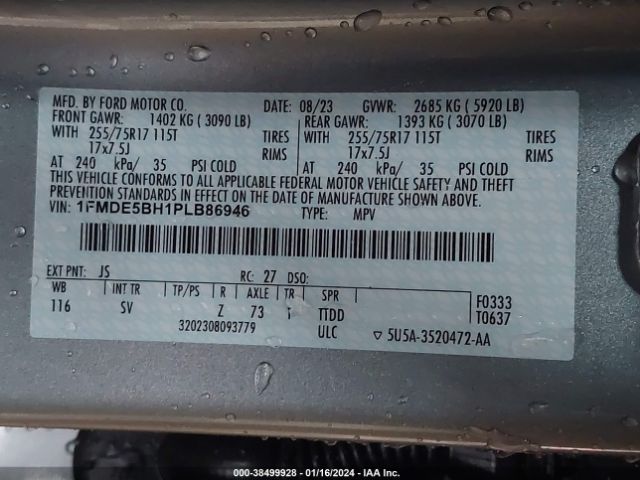 MFD. BY FORD MOTOR CO. DATE: 08/23 GVWR: 2685 KG ( 5920 LB)
FRONT GAWR: 1402 KG ( 3090 LB) REAR GAWR: 1393 KG ( 3070 LB)
WITH 255/75R17 115T TIRES WITH 255/75R17 115T TIRES
17x7.5J RIMS 17x7.5J RIMS
AT 240 kPa/ 35 PSI COLD AT 240 kPa/ 35 PSI COLD
THIS VEHICLE CONFORMS TO ALL APPLICABLE FEDERAL MOTOR VEHICLE SAFETY AND THEFT
PREVENTION STANDARDS IN EFFECT ON THE DATE OF MANUFACTURE SHOWN ABOVE.
VIN: 1FMDE5BH1PLB86946 TYPE: MPV
EXT PNT: JS RC: 27 DSO:
WB INT TR TP/PS R AXLE TR SPR F0333
116 SV Z 73 i TTDD T0637
3202308093779 ULC ▽ 5U5A-3520472-AA
000-38499928 - 01/16/2024 - IAA Inc.